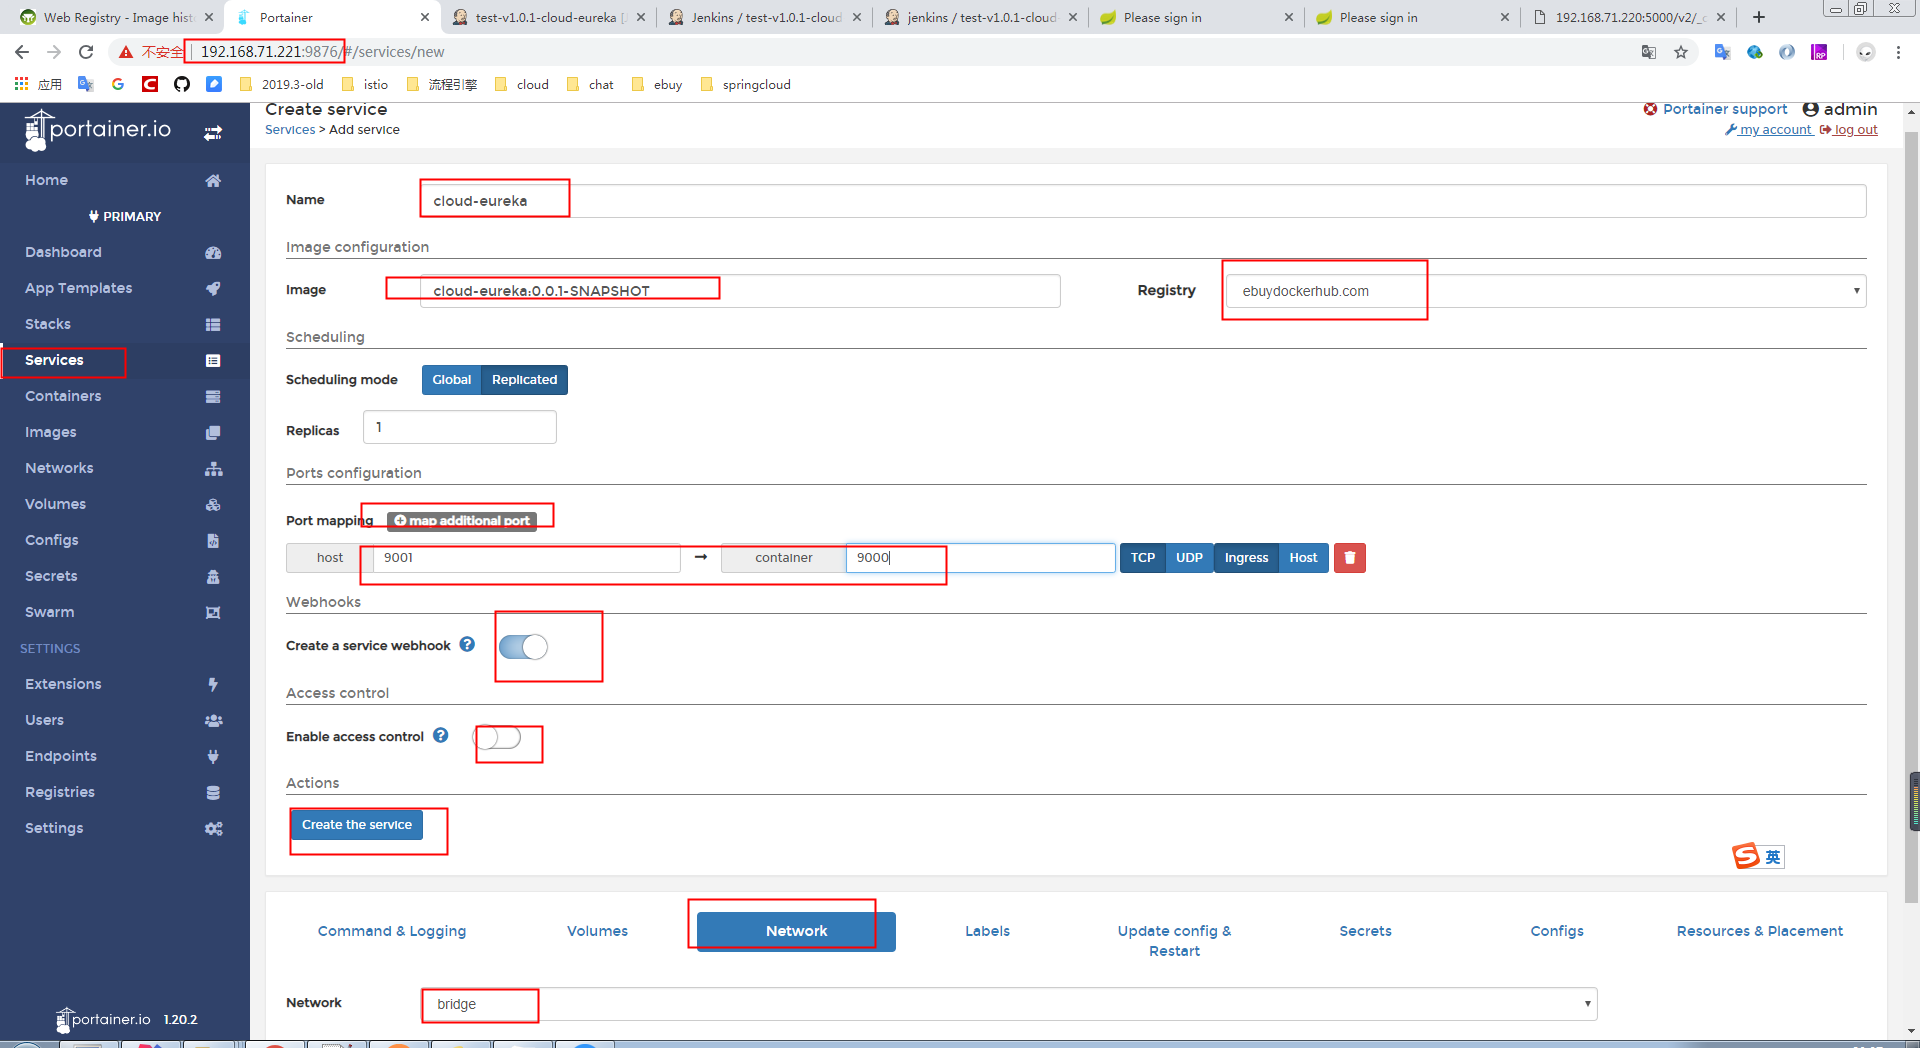 Web Registry - Image his
Portainer
test-v1.0.1-cloud-eureka [J
Jenkins / test-v1.0.1-cloud
jenkins / test-v1.0.1-cloud-
Please sign in
Please sign in
192.168.71.220:5000/v2/_c
不安全 192.168.71.221:9876/#/services/new
应用 2019.3-old istio 流程引擎 cloud chat ebuy springcloud
portainer.io
Home
PRIMARY
Dashboard
App Templates
Stacks
Services
Containers
Images
Networks
Volumes
Configs
Secrets
Swarm
SETTINGS
Extensions
Users
Endpoints
Registries
Settings
portainer.io 1.20.2
Create service
Services > Add service
Portainer support admin
my account log out
Name cloud-eureka
Image configuration
Image cloud-eureka:0.0.1-SNAPSHOT Registry ebuydockerhub.com
Scheduling
Scheduling mode Global Replicated
Replicas 1
Ports configuration
Port mapping map additional port
host 9001 → container 9000 TCP UDP Ingress Host
Webhooks
Create a service webhook
Access control
Enable access control
Actions
Create the service
英
Command & Logging Volumes Network Labels Update config & Restart Secrets Configs Resources & Placement
Network bridge